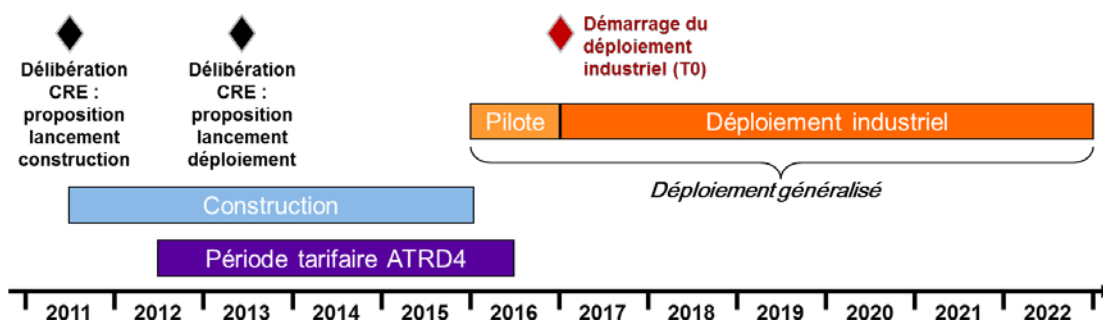 Délibération
CRE :
proposition
lancement
construction
Délibération
CRE :
proposition
lancement
déploiement
Démarrage du
déploiement
industriel (T0)
Pilote
Déploiement industriel
Déploiement généralisé
Construction
Période tarifaire ATRD4
2011 2012 2013 2014 2015 2016 2017 2018 2019 2020 2021 2022